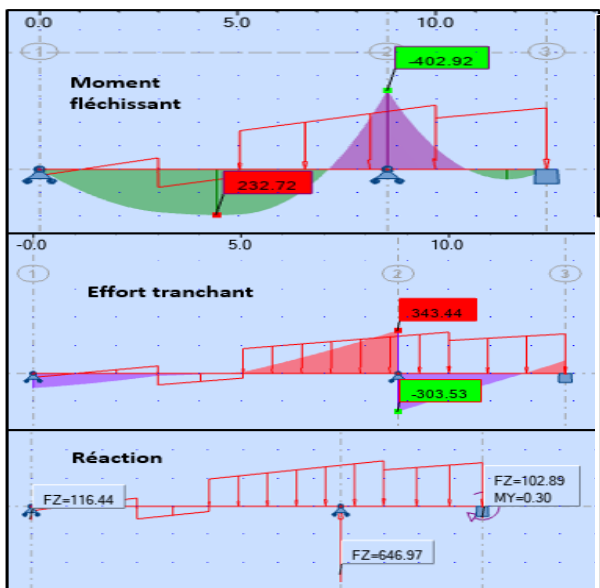 0.0 5.0 10.0
1 2 3
-402.92
Moment
fléchissant
232.72
-0.0 5.0 10.0
1 2 3
Effort tranchant
343.44
-303.53
Réaction
FZ=116.44
FZ=102.89
MY=0.30
FZ=646.97